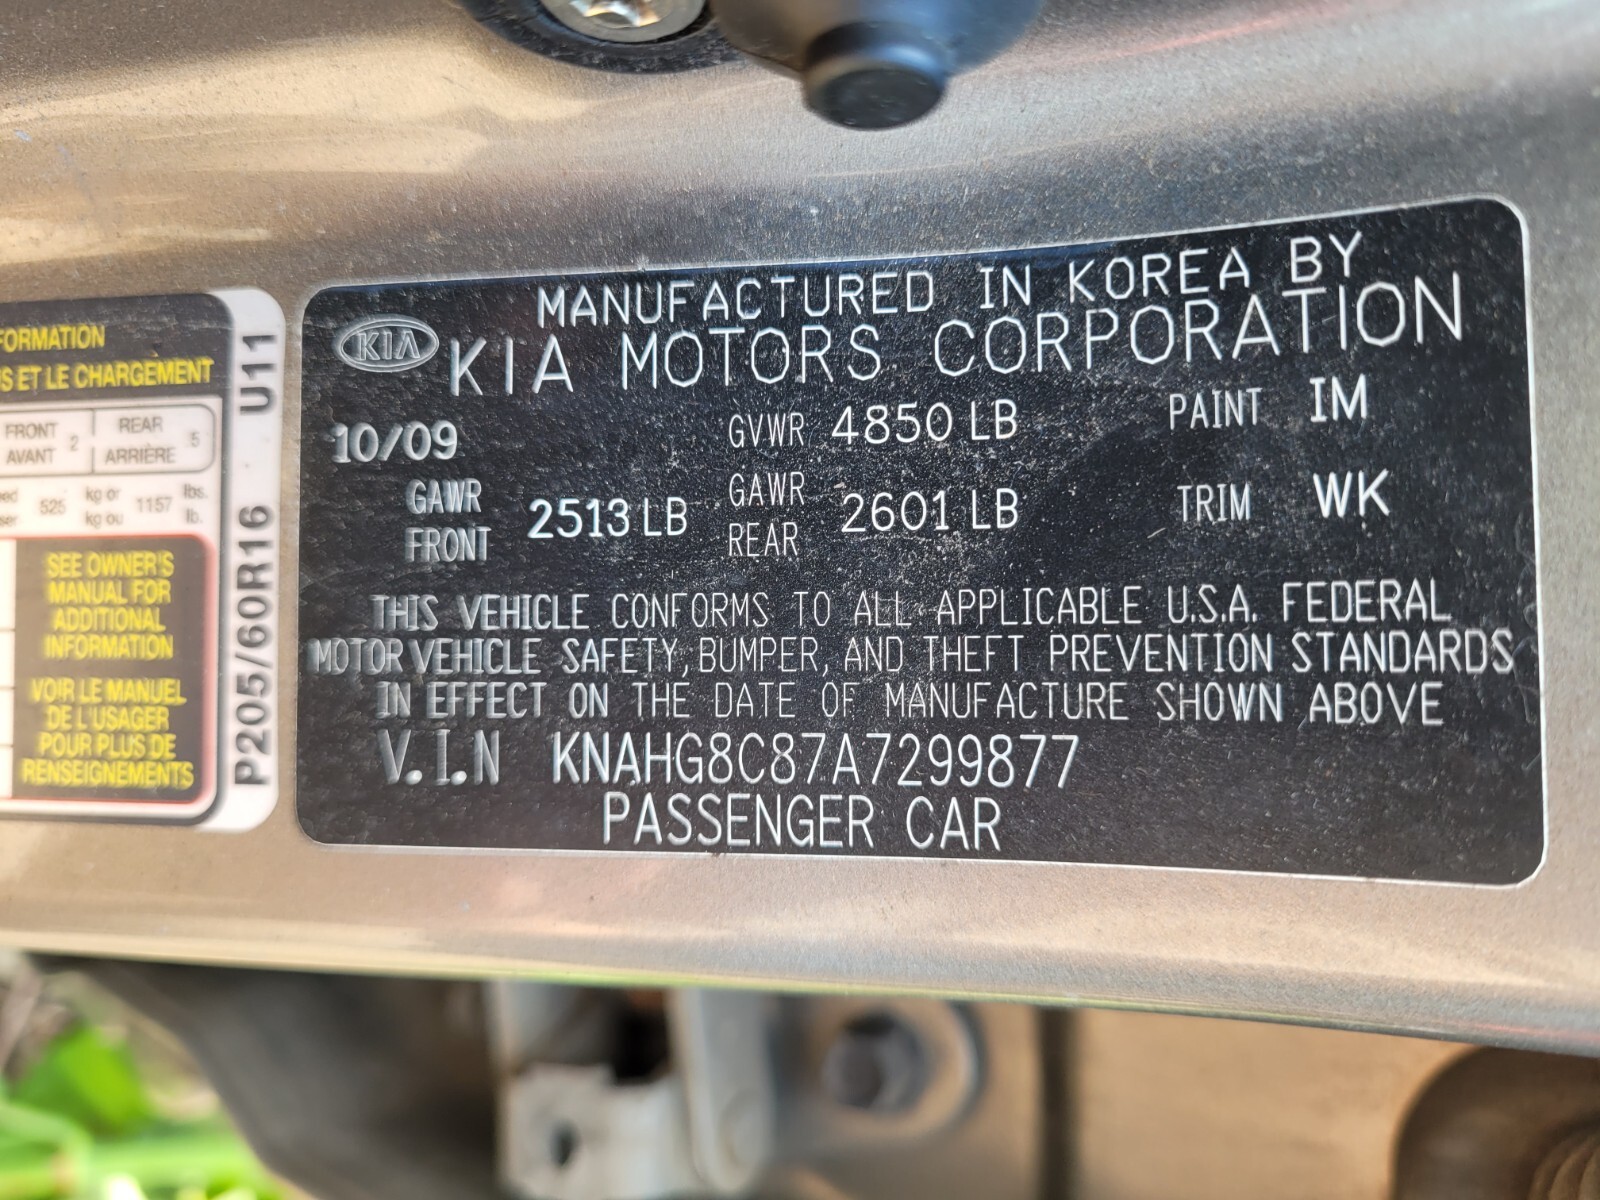 FORMATION
S ET LE CHARGEMENT
FRONT 2 REAR 5
AVANT ARRIÈRE
525 kg or 1157 lbs.
kg ou lb.
SEE OWNER'S
MANUAL FOR
ADDITIONAL
INFORMATION
VOIR LE MANUEL
DE L'USAGER
POUR PLUS DE
RENSEIGNEMENTS
P205/60R16 U11
MANUFACTURED IN KOREA BY
KIA KIA MOTORS CORPORATION
10/09 GVWR 4850 LB PAINT IM
GAWR FRONT 2513 LB GAWR REAR 2601 LB TRIM WK
THIS VEHICLE CONFORMS TO ALL APPLICABLE U.S.A. FEDERAL
MOTOR VEHICLE SAFETY, BUMPER, AND THEFT PREVENTION STANDARDS
IN EFFECT ON THE DATE OF MANUFACTURE SHOWN ABOVE
V.I.N KNAHG8C87A7299877
PASSENGER CAR